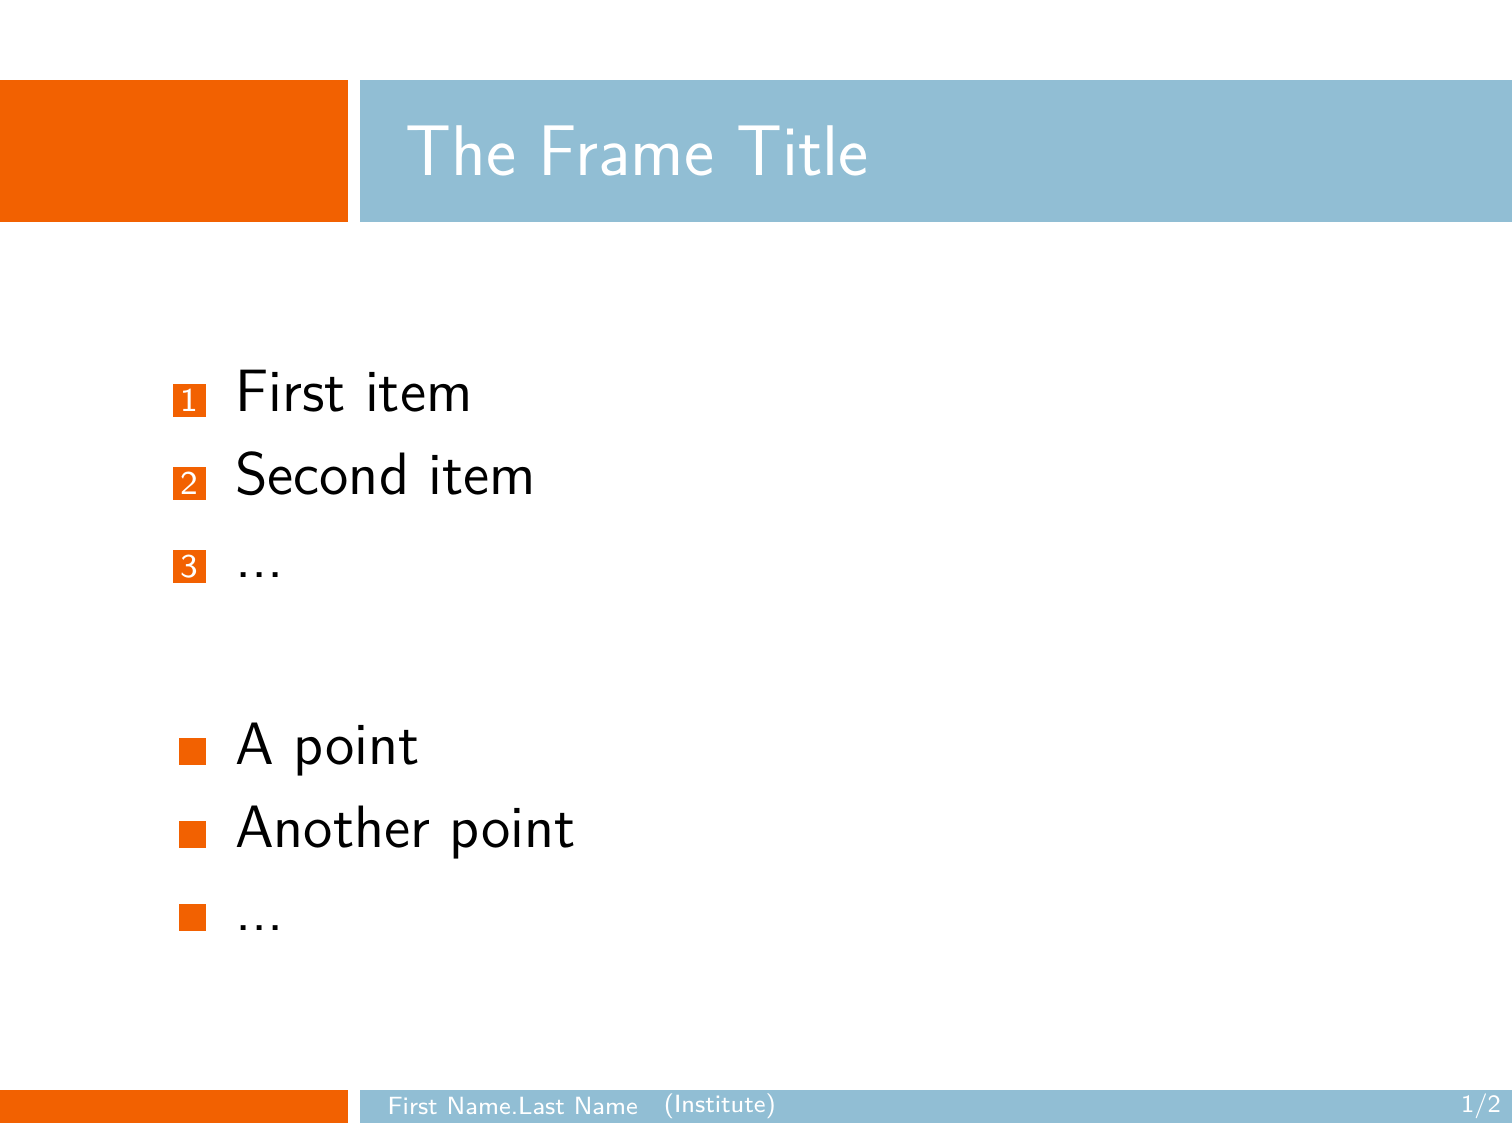 The Frame Title
1 First item
2 Second item
3 ...
A point
Another point
...
First Name.Last Name (Institute) 1/2